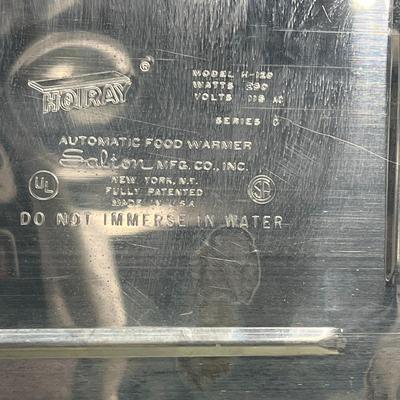 HOTRAY ®
MODEL H-120
WATTS 290
VOLTS 115 AC
SERIES C
AUTOMATIC FOOD WARMER
Salton MFG. CO., INC.
UL
NEW YORK, N.Y.
FULLY PATENTED
MADE IN U.S.A.
DO NOT IMMERSE IN WATER